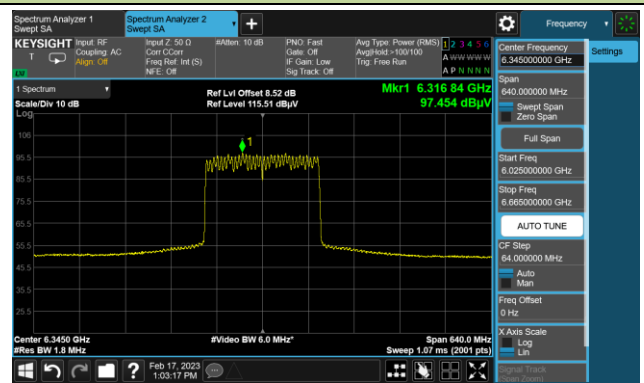 Spectrum Analyzer 1
Swept SA
Spectrum Analyzer 2
Swept SA
+
Frequency
KEYSIGHT
T
LU
Input: RF
Coupling: AC
Align: Off
Input Z: 50 Ω
Corr CCorr
Freq Ref: Int (S)
NFE: Off
#Atten: 10 dB
PNO: Fast
Gate: Off
IF Gain: Low
Sig Track: Off
Avg Type: Power (RMS)
Avg|Hold:>100/100
Trig: Free Run
1 2 3 4 5 6
A W W W W W
A P N N N N
1 Spectrum
Scale/Div 10 dB
Log
Ref Lvl Offset 8.52 dB
Ref Level 115.51 dBµV
Mkr1 6.316 84 GHz
97.454 dBµV
1
106
95.5
85.5
75.5
65.5
55.5
45.5
35.5
25.5
Center 6.3450 GHz
#Res BW 1.8 MHz
#Video BW 6.0 MHz*
Span 640.0 MHz
Sweep 1.07 ms (2001 pts)
Center Frequency
6.345000000 GHz
Span
640.000000 MHz
Swept Span
Zero Span
Full Span
Start Freq
6.025000000 GHz
Stop Freq
6.665000000 GHz
AUTO TUNE
CF Step
64.000000 MHz
Auto
Man
Freq Offset
0 Hz
X Axis Scale
Log
Lin
Signal Track
(Span Zoom)
Settings
?
Feb 17, 2023
1:03:17 PM